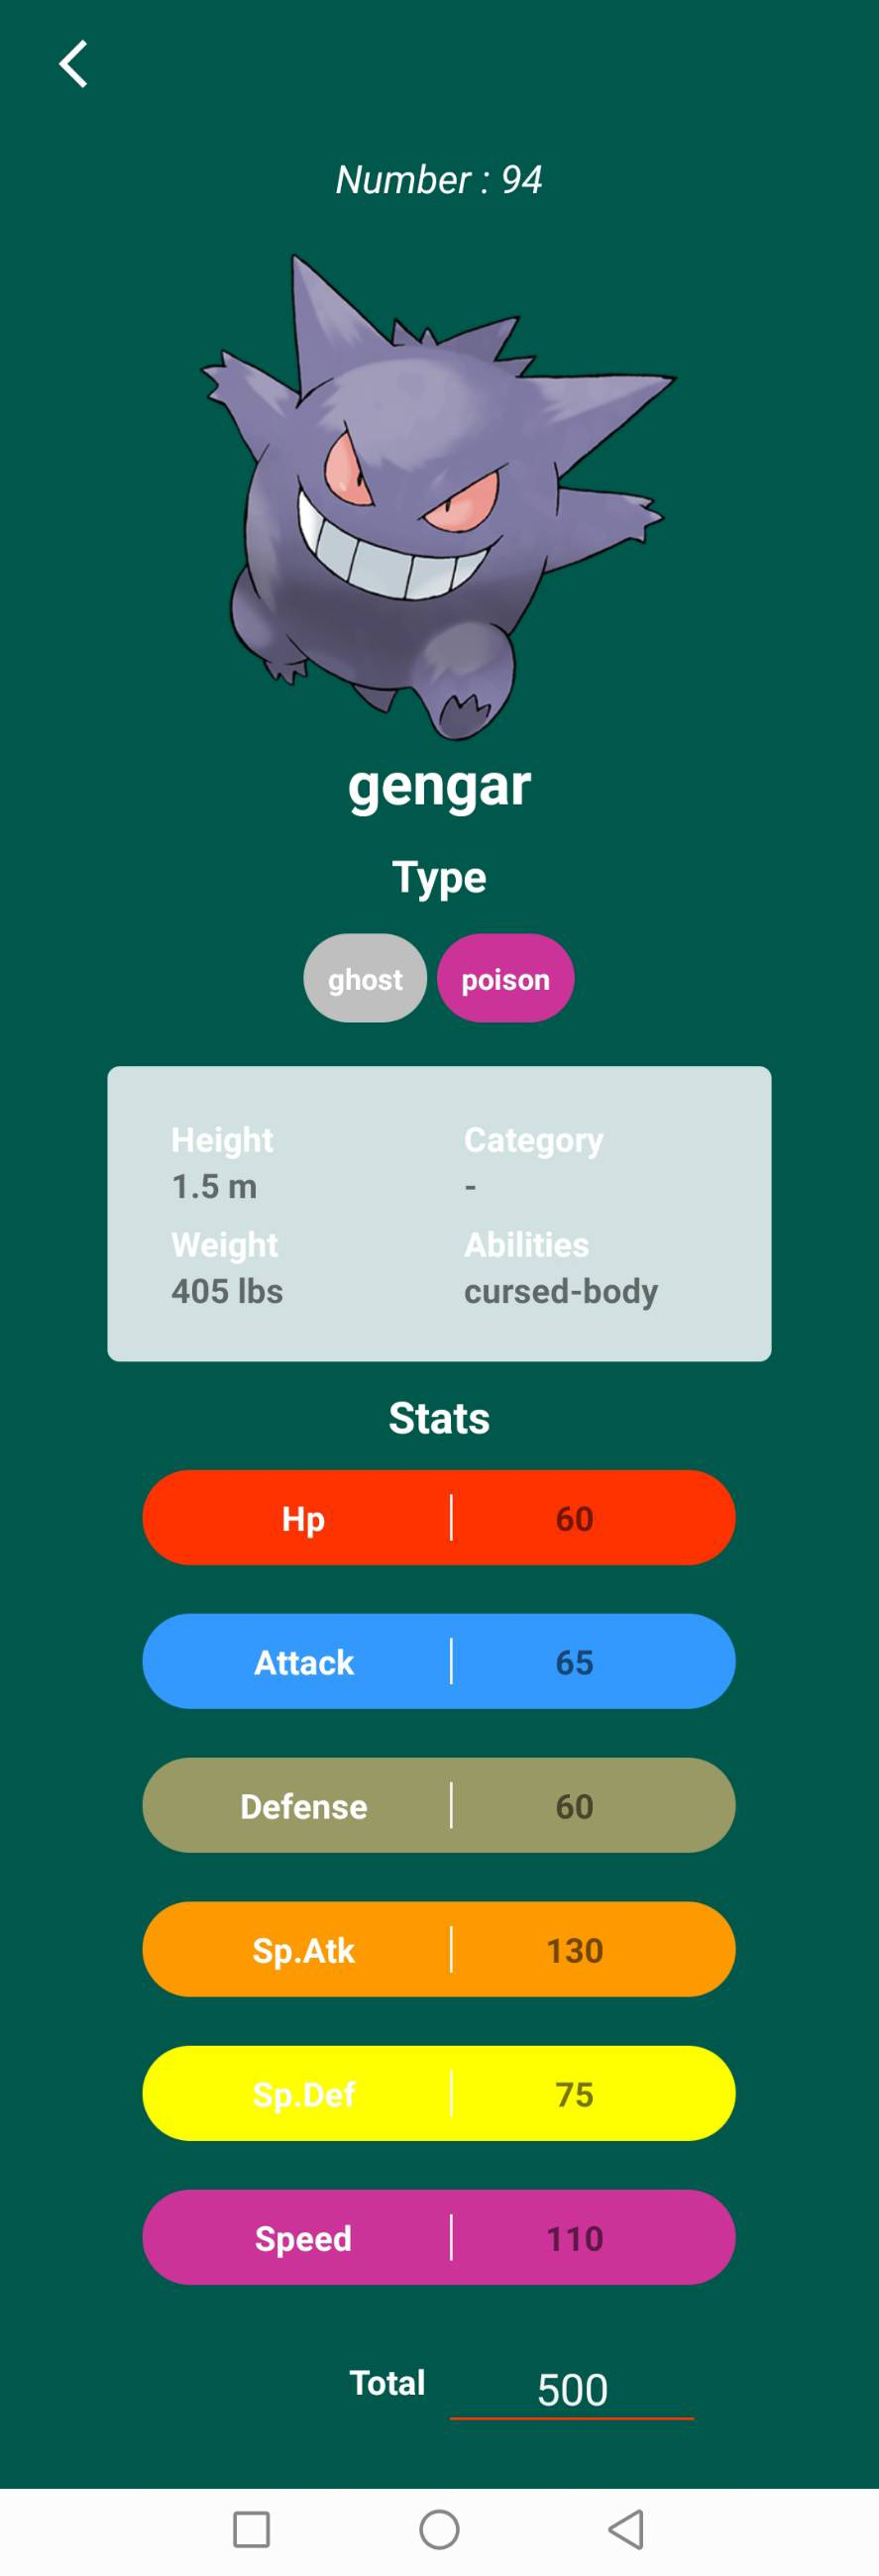 Number : 94
gengar
Type
ghost poison
Height Category
1.5 m -
Weight Abilities
405 lbs cursed-body
Stats
Hp 60
Attack 65
Defense 60
Sp.Atk 130
Sp.Def 75
Speed 110
Total 500